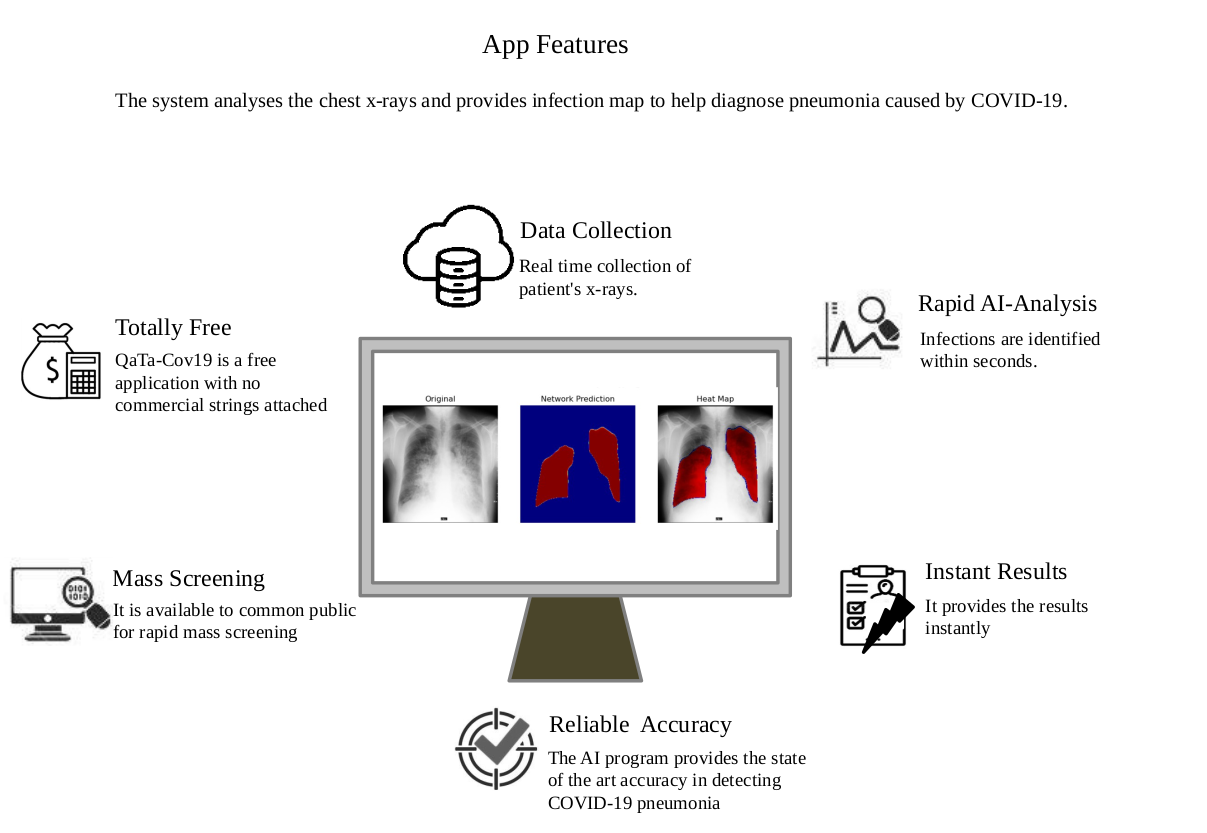 App Features
The system analyses the chest x-rays and provides infection map to help diagnose pneumonia caused by COVID-19.
Data Collection
Real time collection of
patient's x-rays.
Rapid AI-Analysis
Infections are identified
within seconds.
Totally Free
QaTa-Cov19 is a free
application with no
commercial strings attached
$
Original
Network Prediction
Heat Map
Mass Screening
It is available to common public
for rapid mass screening
0101
1010
Instant Results
It provides the results
instantly
Reliable Accuracy
The AI program provides the state
of the art accuracy in detecting
COVID-19 pneumonia